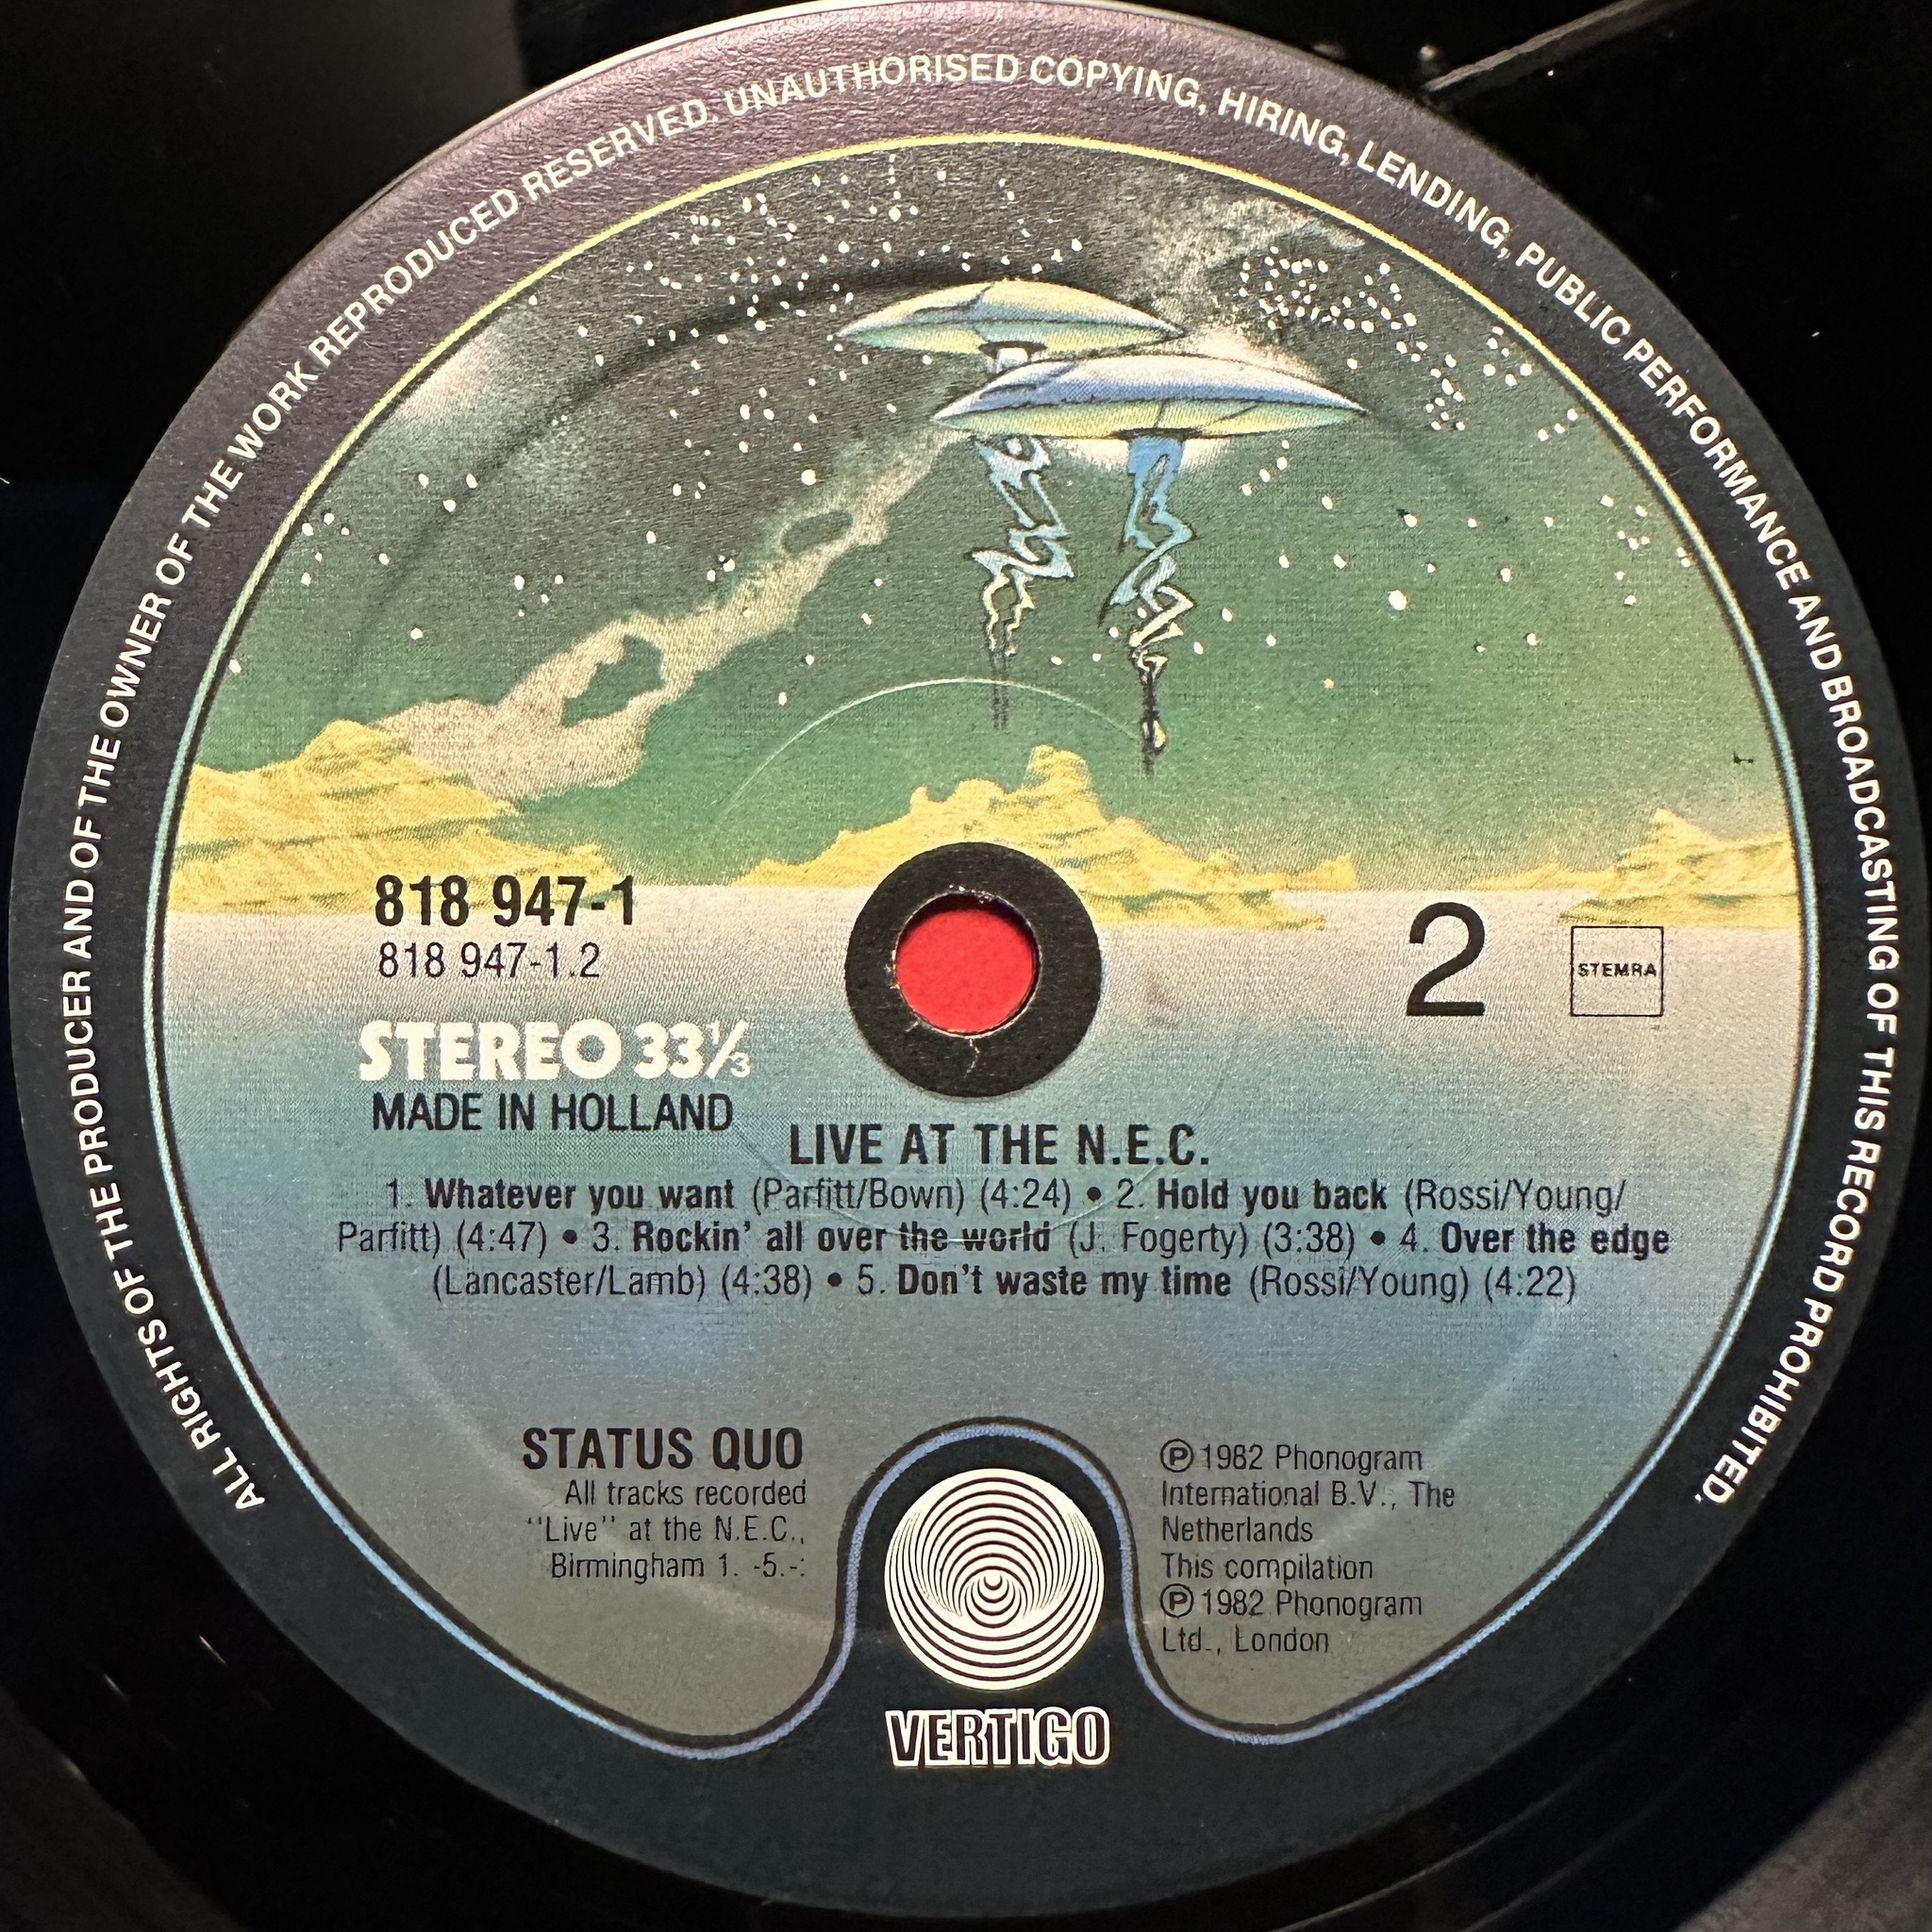 ALL RIGHTS OF THE PRODUCER AND OF THE OWNER OF THE WORK REPRODUCED RESERVED. UNAUTHORISED COPYING, HIRING, LENDING, PUBLIC PERFORMANCE AND BROADCASTING OF THIS RECORD PROHIBITED.
818 947-1
818 947-1.2
2
STEMRA
STEREO 33⅓
MADE IN HOLLAND
LIVE AT THE N.E.C.
1. Whatever you want (Parfitt/Bown) (4:24) • 2. Hold you back (Rossi/Young/
Parfitt) (4:47) • 3. Rockin' all over the world (J. Fogerty) (3:38) • 4. Over the edge
(Lancaster/Lamb) (4:38) • 5. Don't waste my time (Rossi/Young) (4:22)
STATUS QUO
All tracks recorded
''Live'' at the N.E.C.,
Birmingham 1. -5.-:
℗ 1982 Phonogram
International B.V., The
Netherlands
This compilation
℗ 1982 Phonogram
Ltd., London
VERTIGO